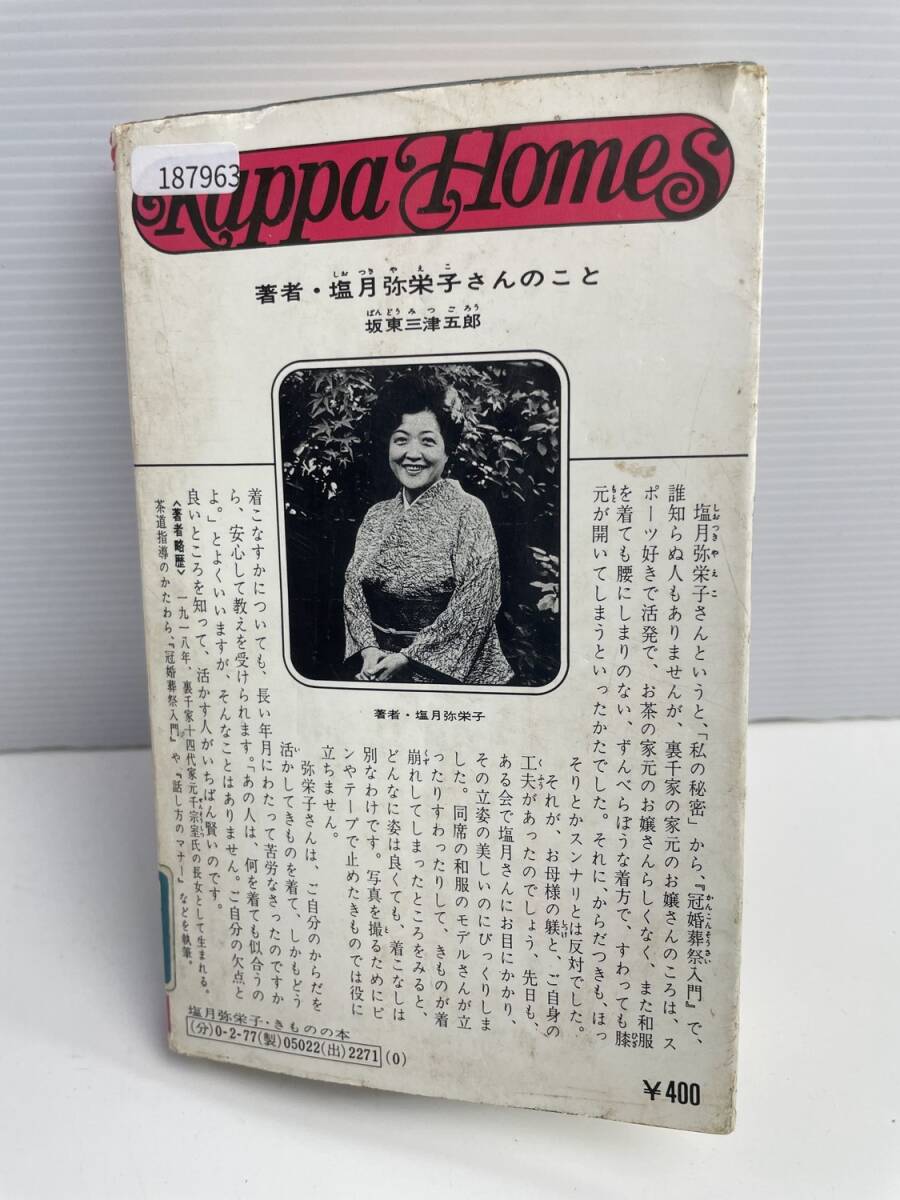 187963
Kappa Homes
著者・塩月弥栄子さんのこと
坂東三津五郎
塩月弥栄子さんというと、「私の秘密」から、『冠婚葬祭入門』で、
誰知らぬ人もありませんが、裏千家の家元のお嬢さんのころは、ス
ポーツ好きで活発で、お茶の家元のお嬢さんらしくなく、また和服
を着ても腰にしまりのない、ずんべらぼうな着方で、すわっても膝
元が開いてしまうといったかたでした。それに、からだつきも、ほっ
そりとかスンナリとは反対でした。
それが、お母様の躾と、ご自身の
工夫があったのでしょう、先日も、
ある会で塩月さんにお目にかかり、
その立姿の美しいのにびっくりしま
した。同席の和服のモデルさんが立
ったりすわったりして、きものが着
崩れしてしまったところをみると、
どんなに姿は良くても、着こなしは
別なわけです。写真を撮るためにピ
ンやテープで止めたきものでは役に
立ちません。
弥栄子さんは、ご自分のからだを
活かしてきものを着て、しかもどう
着こなすかについても、長い年月にわたって苦労なさったのですか
ら、安心して教えを受けられます。「あの人は、何を着ても似合うの
よ。」とよくいいますが、そんなことはありません。ご自分の欠点と
良いところを知って、活かす人がいちばん賢いのです。
〈著者略歴〉 一九一八年、裏千家十四代家元千宗室氏の長女として生まれる。
茶道指導のかたわら、『冠婚葬祭入門』や『話し方のマナー』などを執筆。
著者・塩月弥栄子
塩月弥栄子・きものの本
(分)0-2-77(製)05022(出)2271(0)
¥400